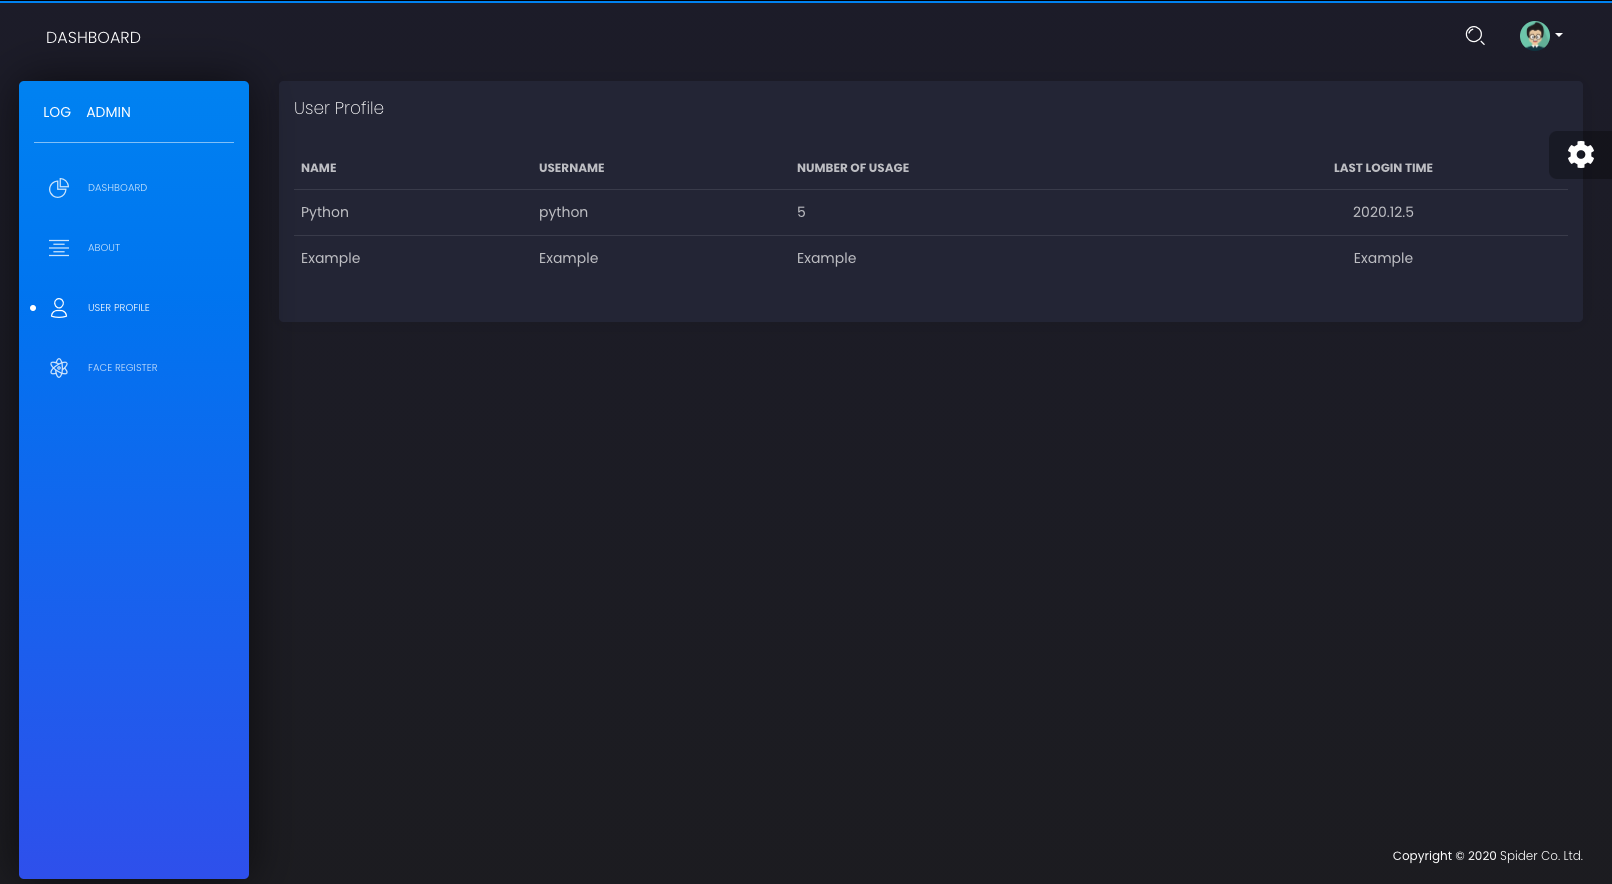 DASHBOARD
LOG ADMIN
DASHBOARD
ABOUT
USER PROFILE
FACE REGISTER
User Profile
NAME USERNAME NUMBER OF USAGE LAST LOGIN TIME
Python python 5 2020.12.5
Example Example Example Example
Copyright © 2020 Spider Co. Ltd.